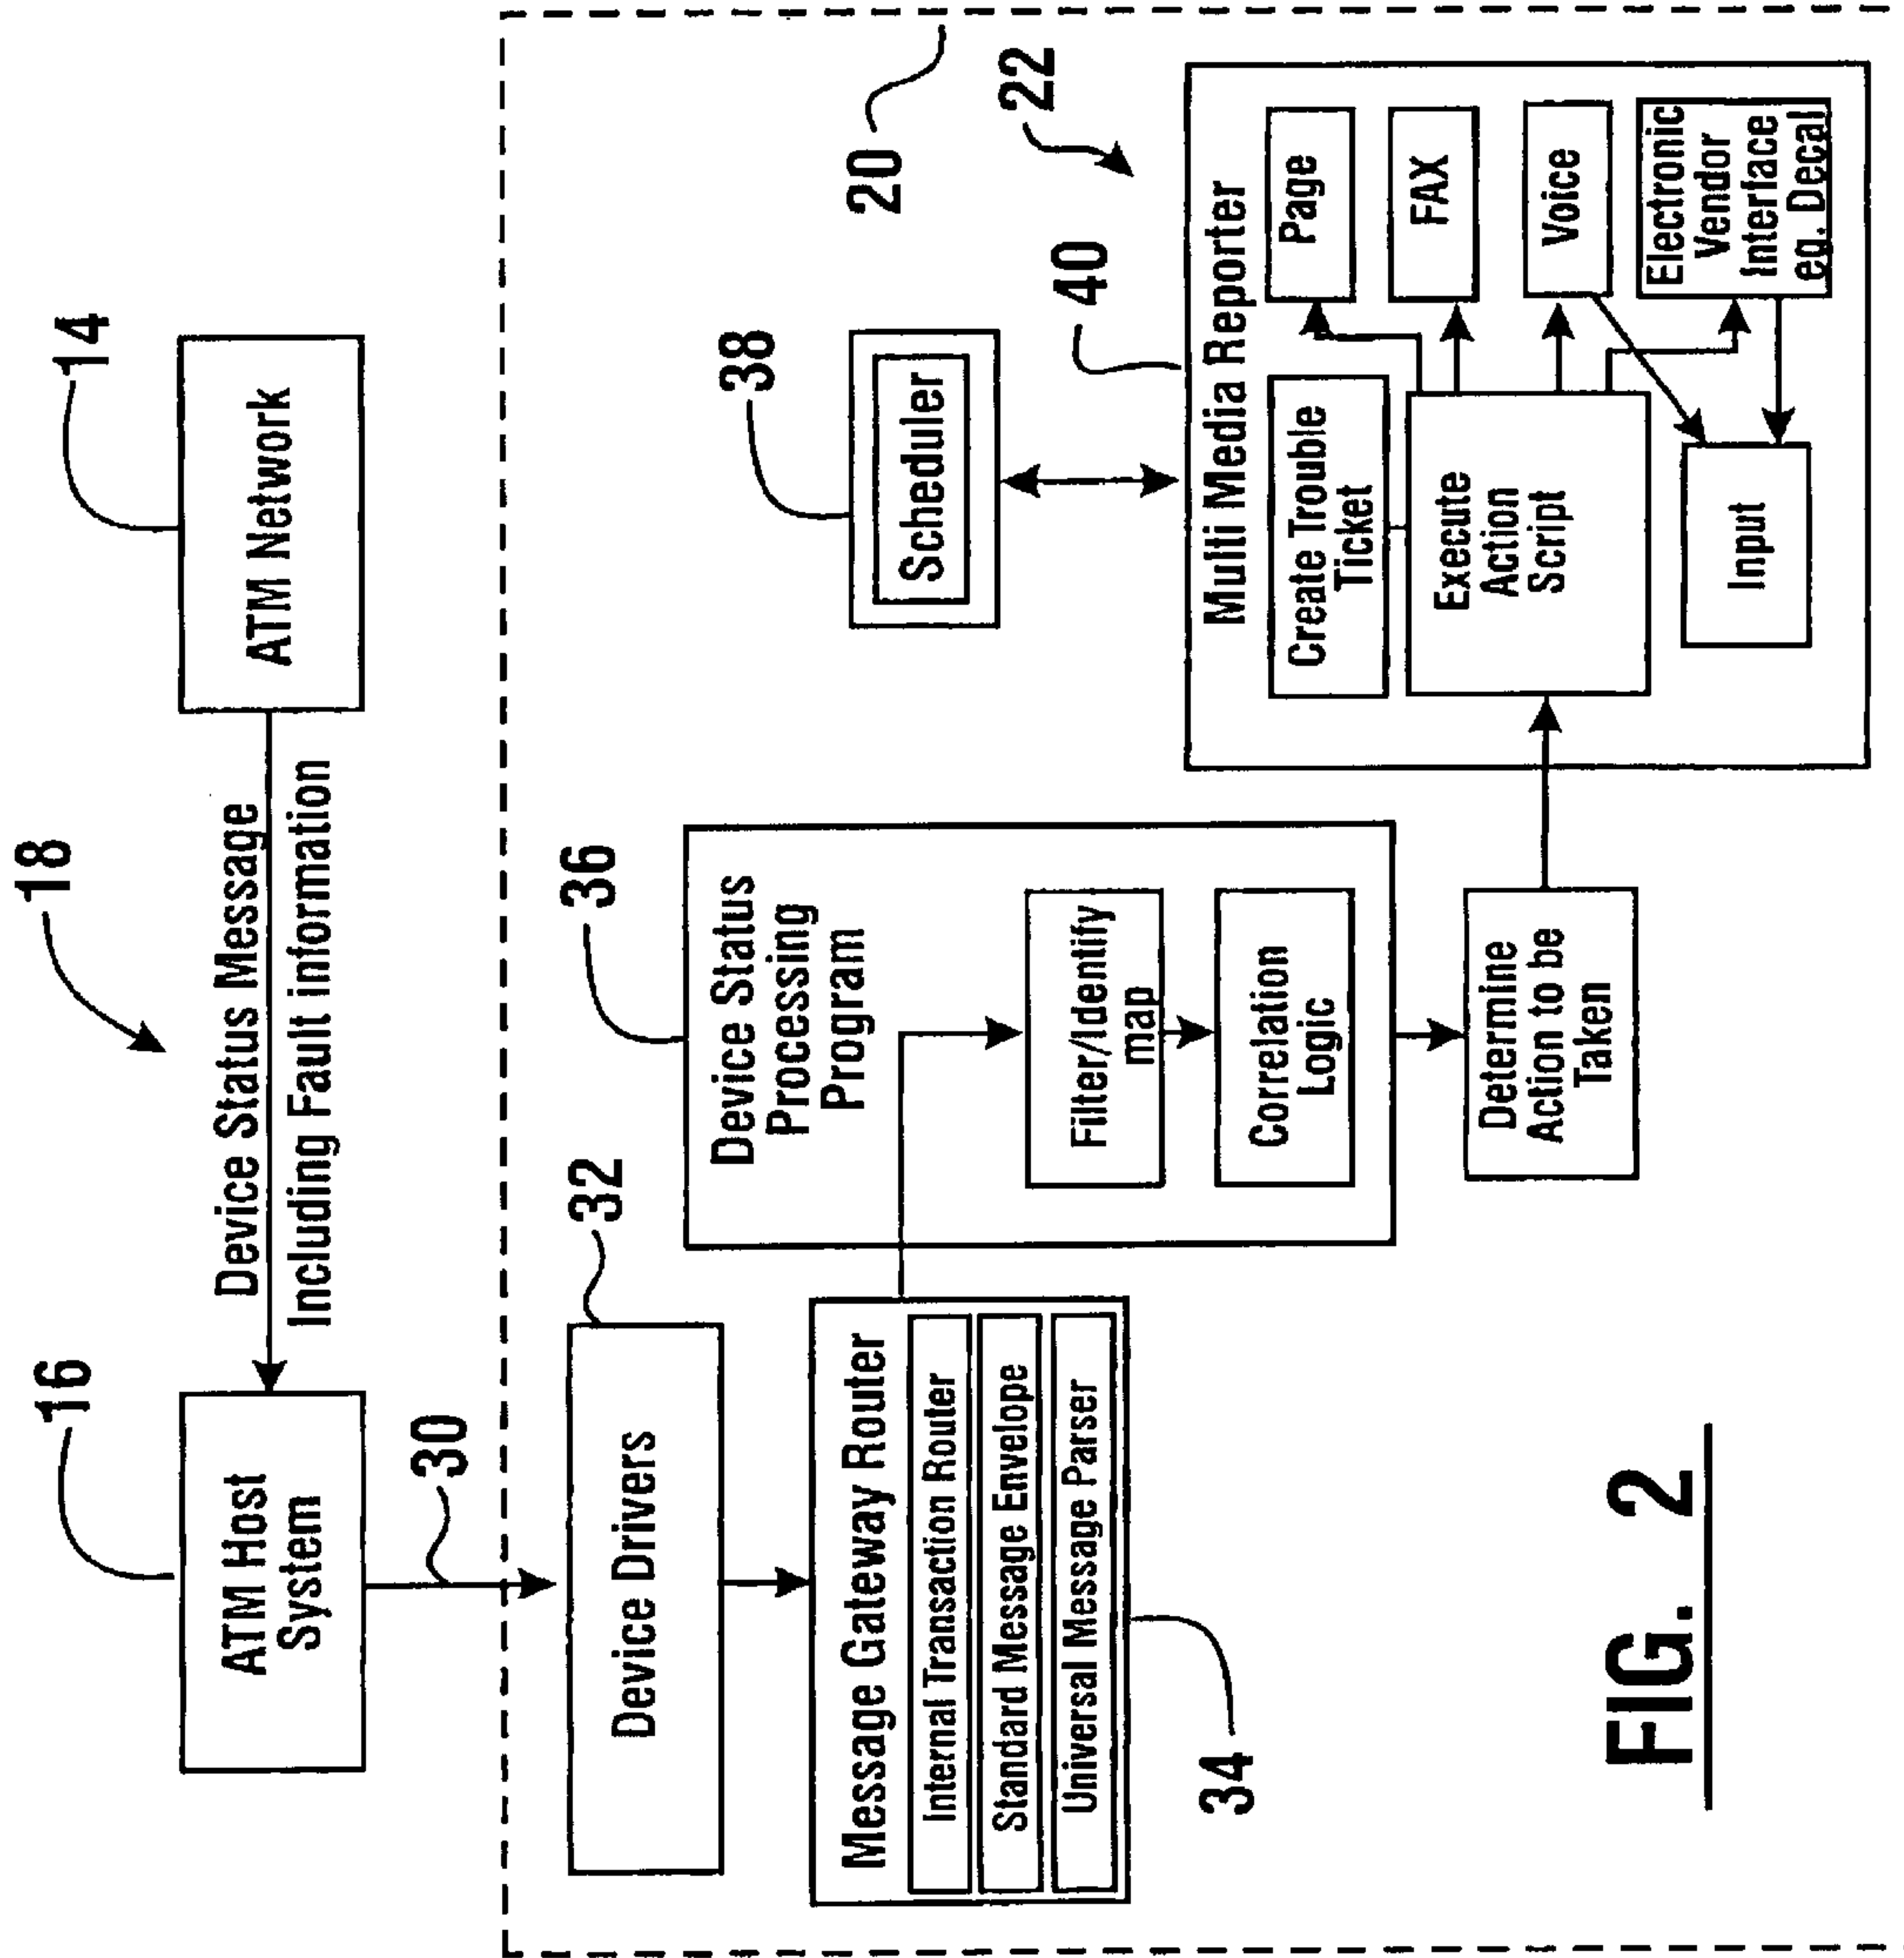 18
16
14
ATM Host
System
Device Status Message
Including Fault information
ATM Network
30
20
32
Device Drivers
Message Gateway Router
Internal Transaction Router
Standard Message Envelope
Universal Message Parser
34
36
Device Status
Processing
Program
Filter/Identify
map
Correlation
Logic
Determine
Action to be
Taken
38
Scheduler
40
22
Multi Media Reporter
Create Trouble
Ticket
Execute
Action
Script
Input
Page
FAX
Voice
Electronic
Vendor
Interface
eg. Decal
FIG. 2